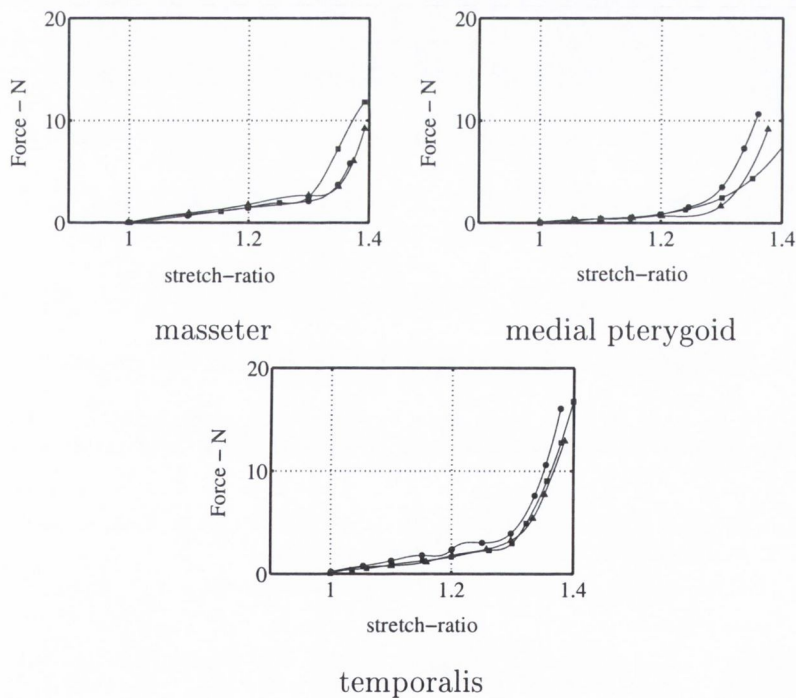 20
10
0
Force – N
1
1.2
1.4
stretch–ratio
masseter
20
10
0
Force – N
1
1.2
1.4
stretch–ratio
medial pterygoid
20
10
0
Force – N
1
1.2
1.4
stretch–ratio
temporalis